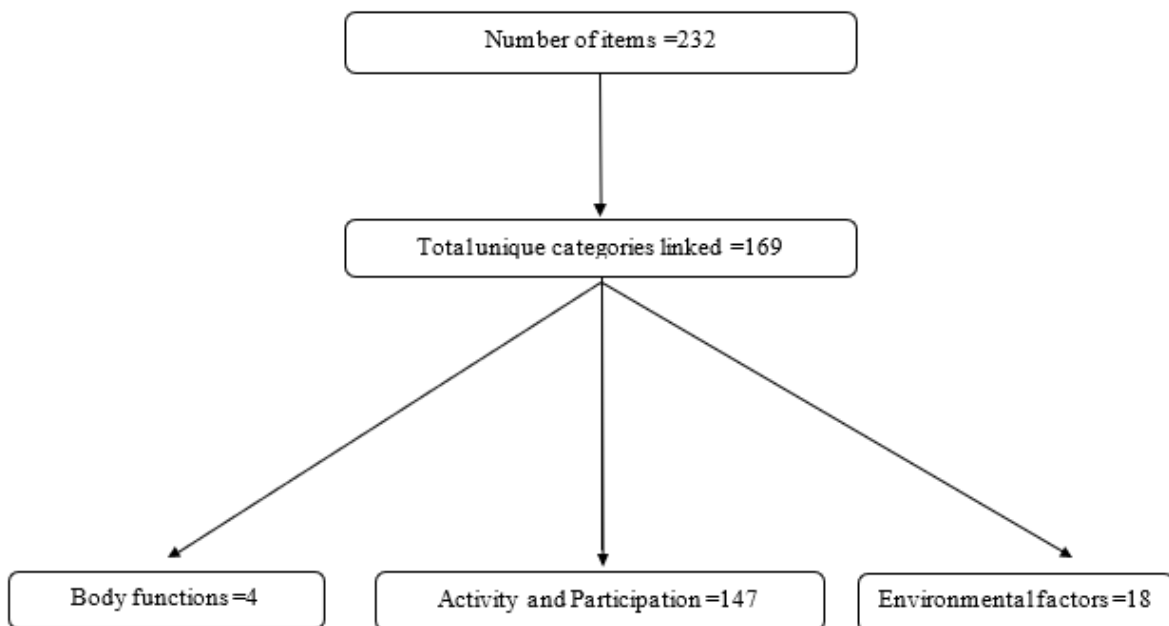 Number of items =232
Total unique categories linked =169
Body functions =4
Activity and Participation =147
Environmental factors =18